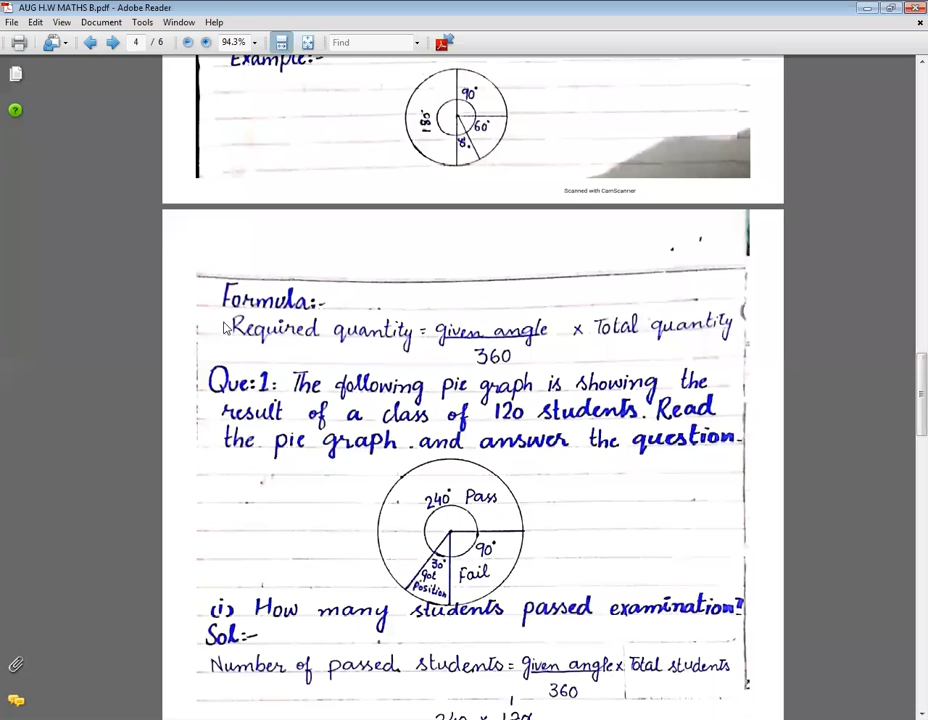 AUG H.W MATHS B.pdf - Adobe Reader
File Edit View Document Tools Window Help
4 / 6 94.3% Find
Example:-
90°
180°
60°
Scanned with CamScanner
Formula:-
Required quantity = given angle x Total quantity
360
Que:1: The following pie graph is showing the
result of a class of 120 students. Read
the pie graph and answer the question.
240° Pass
90°
30°
Fail
got
Position
(i) How many students passed examination?
Sol:-
Number of passed students = given angle x Total students
360
1
240 x 120